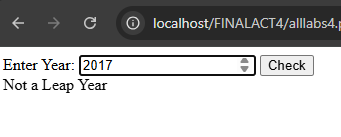 localhost/FINALACT4/alllabs4.p
Enter Year: 2017 Check
Not a Leap Year